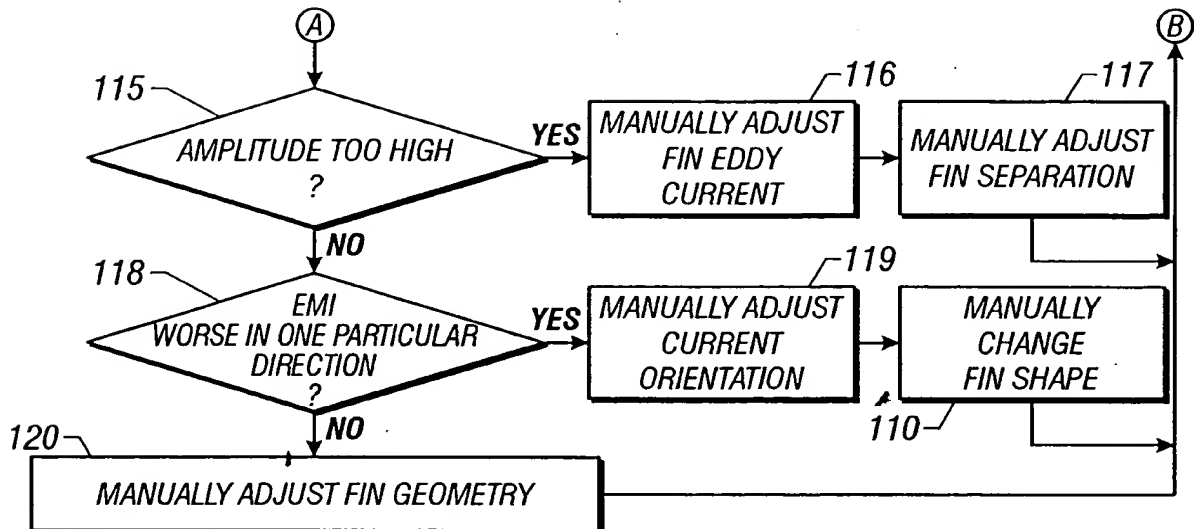 A
B
115
AMPLITUDE TOO HIGH
?
YES
116
MANUALLY ADJUST
FIN EDDY
CURRENT
117
MANUALLY ADJUST
FIN SEPARATION
NO
118
EMI
WORSE IN ONE PARTICULAR
DIRECTION
?
YES
119
MANUALLY ADJUST
CURRENT
ORIENTATION
MANUALLY
CHANGE
FIN SHAPE
110
NO
120
MANUALLY ADJUST FIN GEOMETRY